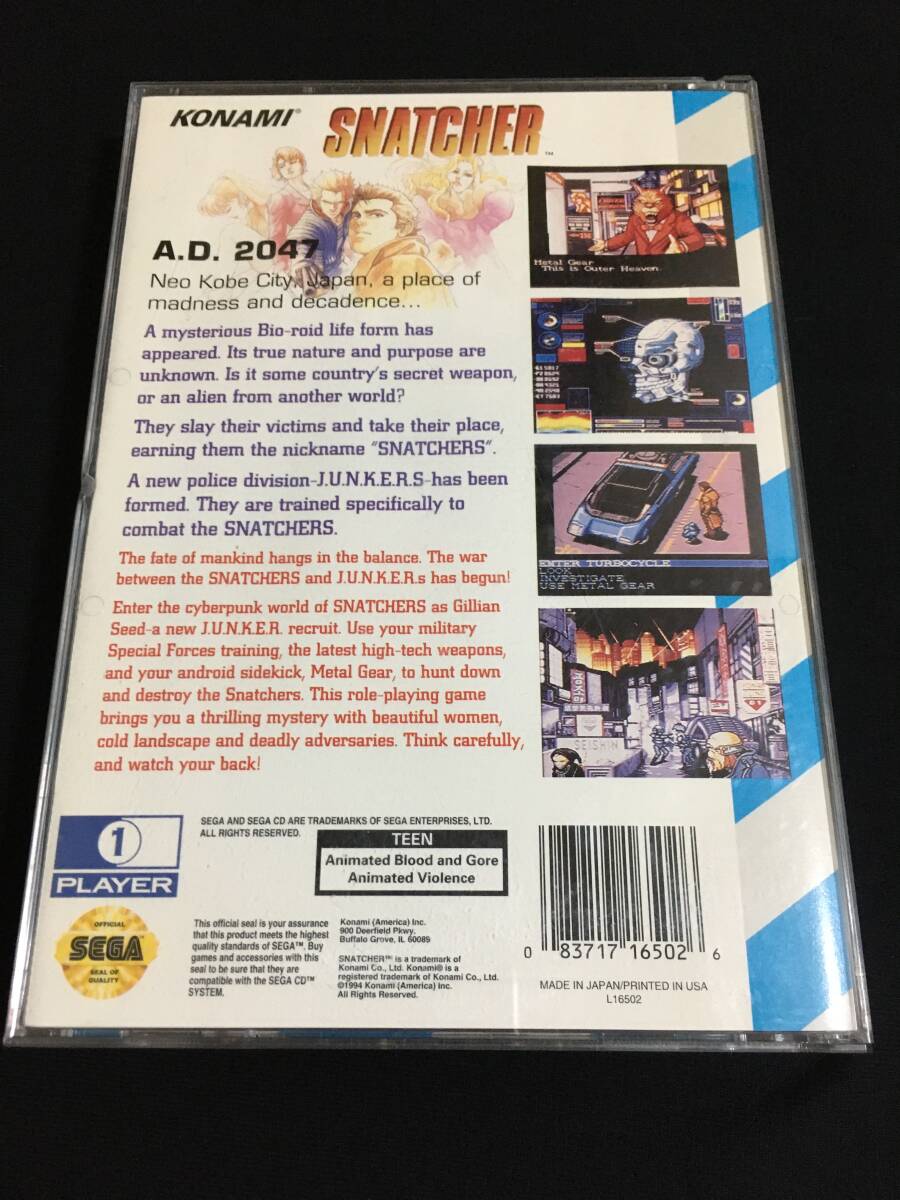 KONAMI®
SNATCHER™
A.D. 2047
Neo Kobe City, Japan, a place of
madness and decadence...
A mysterious Bio-roid life form has
appeared. Its true nature and purpose are
unknown. Is it some country's secret weapon,
or an alien from another world?
They slay their victims and take their place,
earning them the nickname "SNATCHERS".
A new police division-J.U.N.K.E.R.S-has been
formed. They are trained specifically to
combat the SNATCHERS.
The fate of mankind hangs in the balance. The war
between the SNATCHERS and J.U.N.K.E.R.s has begun!
Enter the cyberpunk world of SNATCHERS as Gillian
Seed-a new J.U.N.K.E.R. recruit. Use your military
Special Forces training, the latest high-tech weapons,
and your android sidekick, Metal Gear, to hunt down
and destroy the Snatchers. This role-playing game
brings you a thrilling mystery with beautiful women,
cold landscape and deadly adversaries. Think carefully,
and watch your back!
Metal Gear
This is Outer Heaven.
ENTER TURBOCYCLE
LOOK
INVESTIGATE
USE METAL GEAR
SEISHIN
1
PLAYER
SEGA AND SEGA CD ARE TRADEMARKS OF SEGA ENTERPRISES, LTD.
ALL RIGHTS RESERVED.
TEEN
Animated Blood and Gore
Animated Violence
OFFICIAL
SEGA
SEAL OF
QUALITY
This official seal is your assurance
that this product meets the highest
quality standards of SEGA™. Buy
games and accessories with this
seal to be sure that they are
compatible with the SEGA CD™
SYSTEM.
Konami (America) Inc.
900 Deerfield Pkwy.
Buffalo Grove, IL 60089
SNATCHER™ is a trademark of
Konami Co., Ltd. Konami® is a
registered trademark of Konami Co., Ltd.
©1994 Konami (America) Inc.
All Rights Reserved.
0 83717 16502 6
MADE IN JAPAN/PRINTED IN USA
L16502